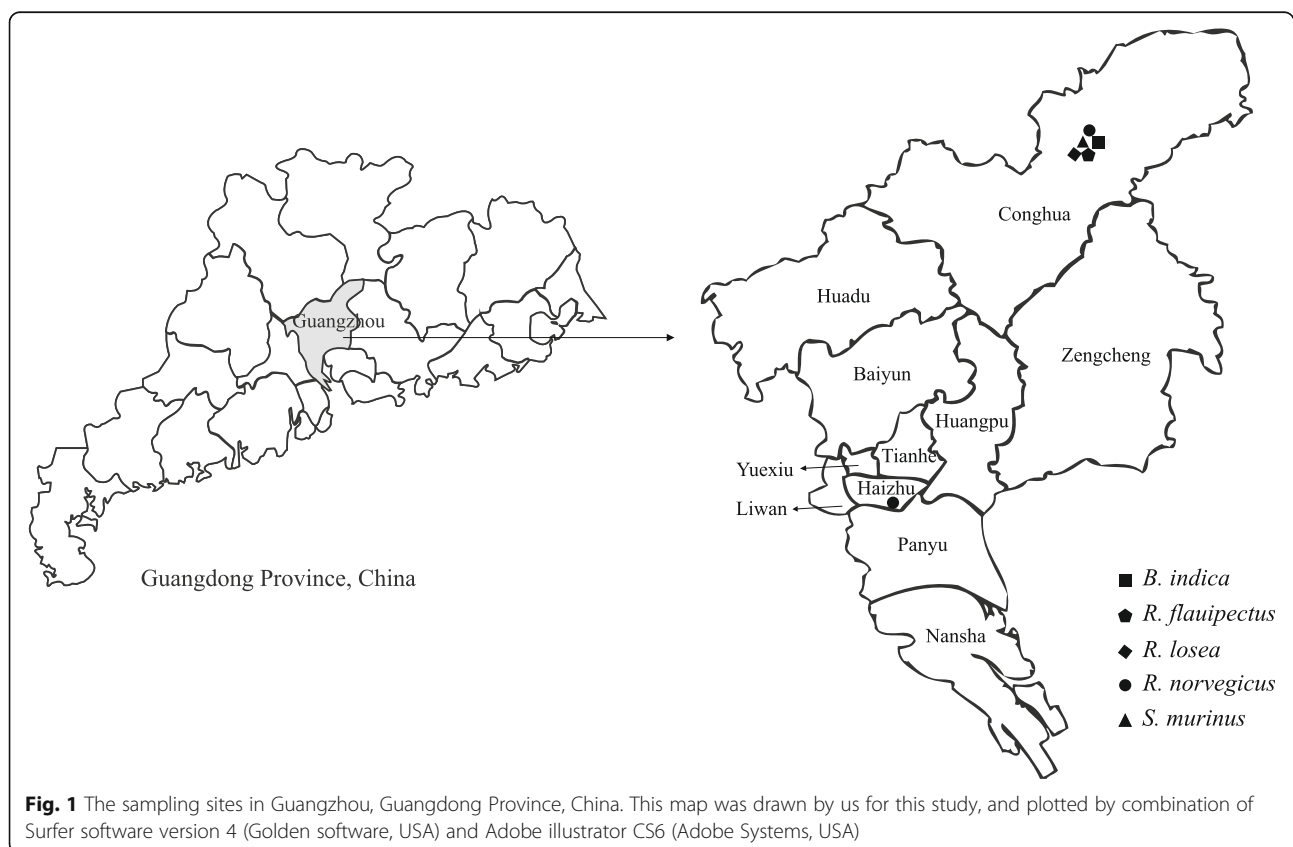 Guangzhou
Guangdong Province, China
Conghua
Huadu
Zengcheng
Baiyun
Huangpu
Tianhe
Yuexiu
Haizhu
Liwan
Panyu
Nansha
B. indica
R. flauipectus
R. losea
R. norvegicus
S. murinus
Fig. 1 The sampling sites in Guangzhou, Guangdong Province, China. This map was drawn by us for this study, and plotted by combination of
Surfer software version 4 (Golden software, USA) and Adobe illustrator CS6 (Adobe Systems, USA)